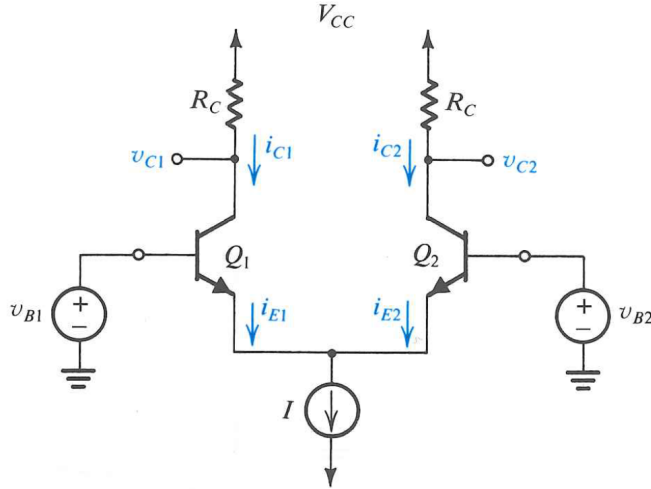 V_CC
R_C R_C
i_C1 i_C2
v_C1 v_C2
Q_1 Q_2
v_B1 + − i_E1 i_E2 + − v_B2
I